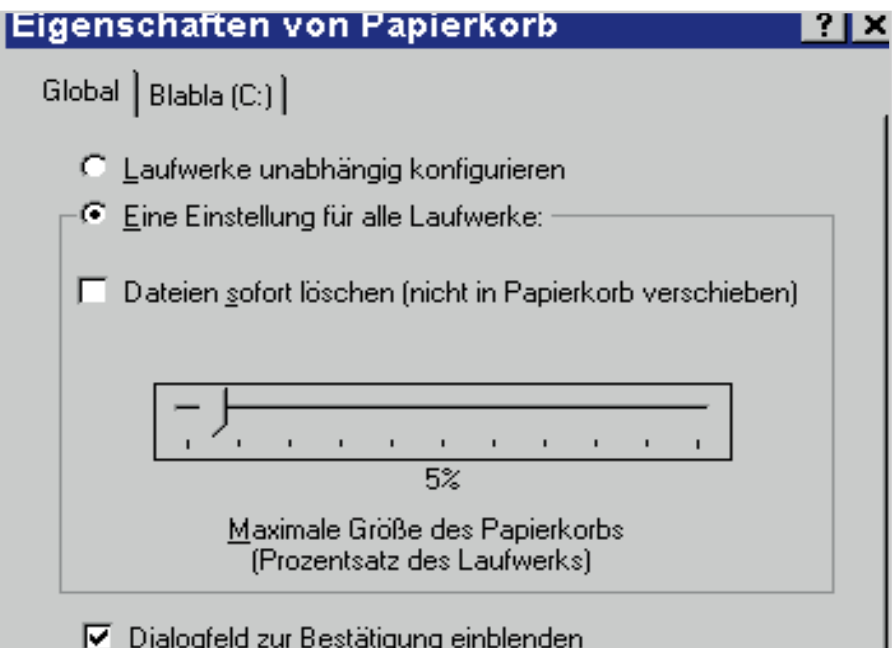 Eigenschaften von Papierkorb ? x
Global Blabla (C:)
Laufwerke unabhängig konfigurieren
Eine Einstellung für alle Laufwerke:
Dateien sofort löschen (nicht in Papierkorb verschieben)
5%
Maximale Größe des Papierkorbs
(Prozentsatz des Laufwerks)
Dialogfeld zur Bestätigung einblenden